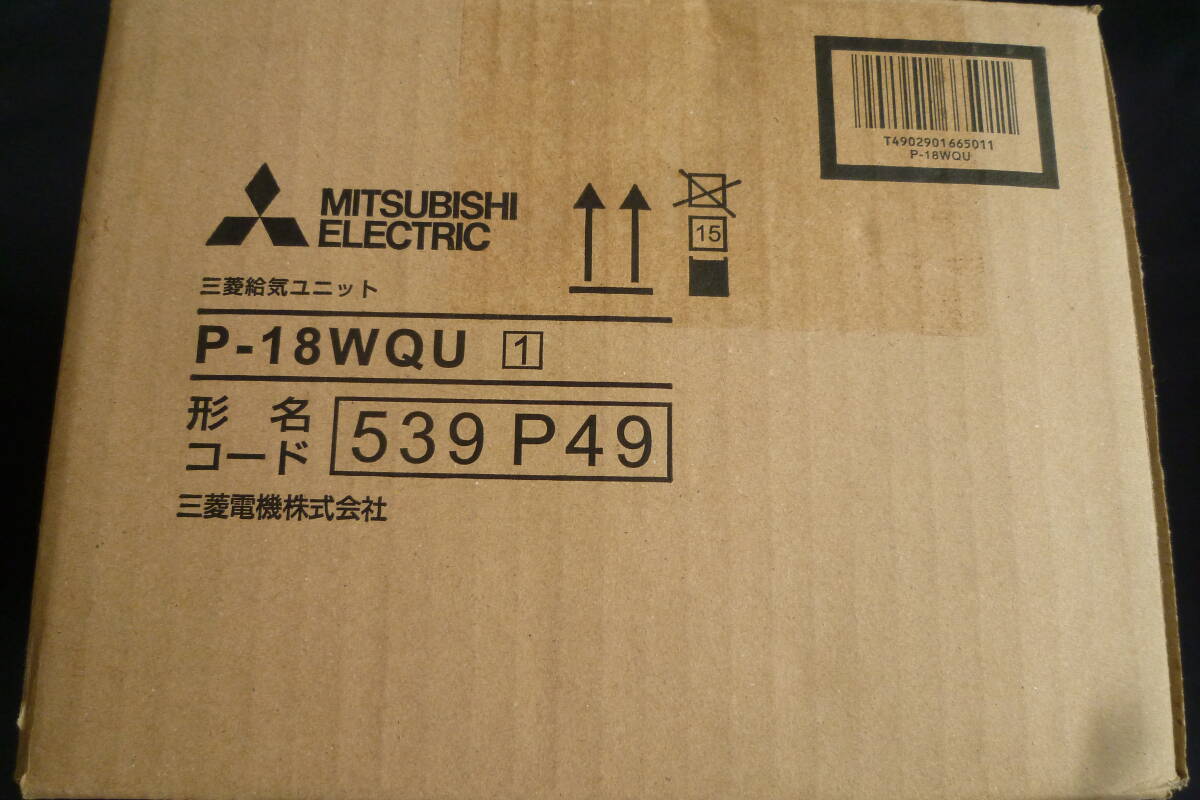 T4902901665011
P-18WQU
MITSUBISHI
ELECTRIC
15
三菱給気ユニット
P-18WQU 1
形名
コード
539 P49
三菱電機株式会社